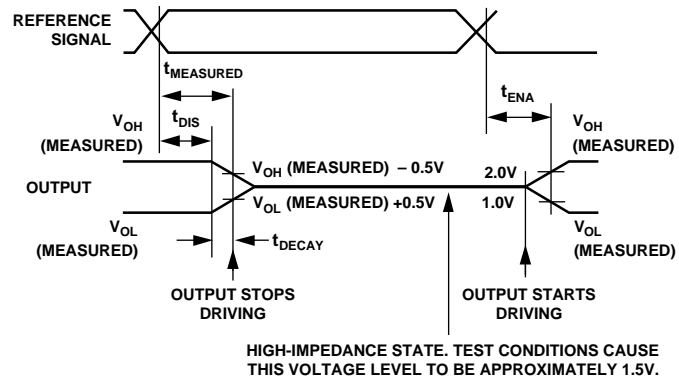 REFERENCE
SIGNAL
tMEASURED
tENA
VOH
(MEASURED)
tDIS
VOH
(MEASURED)
VOH (MEASURED) – 0.5V
2.0V
OUTPUT
VOL (MEASURED) +0.5V
1.0V
VOL
(MEASURED)
tDECAY
VOL
(MEASURED)
OUTPUT STOPS
DRIVING
OUTPUT STARTS
DRIVING
HIGH-IMPEDANCE STATE. TEST CONDITIONS CAUSE
THIS VOLTAGE LEVEL TO BE APPROXIMATELY 1.5V.